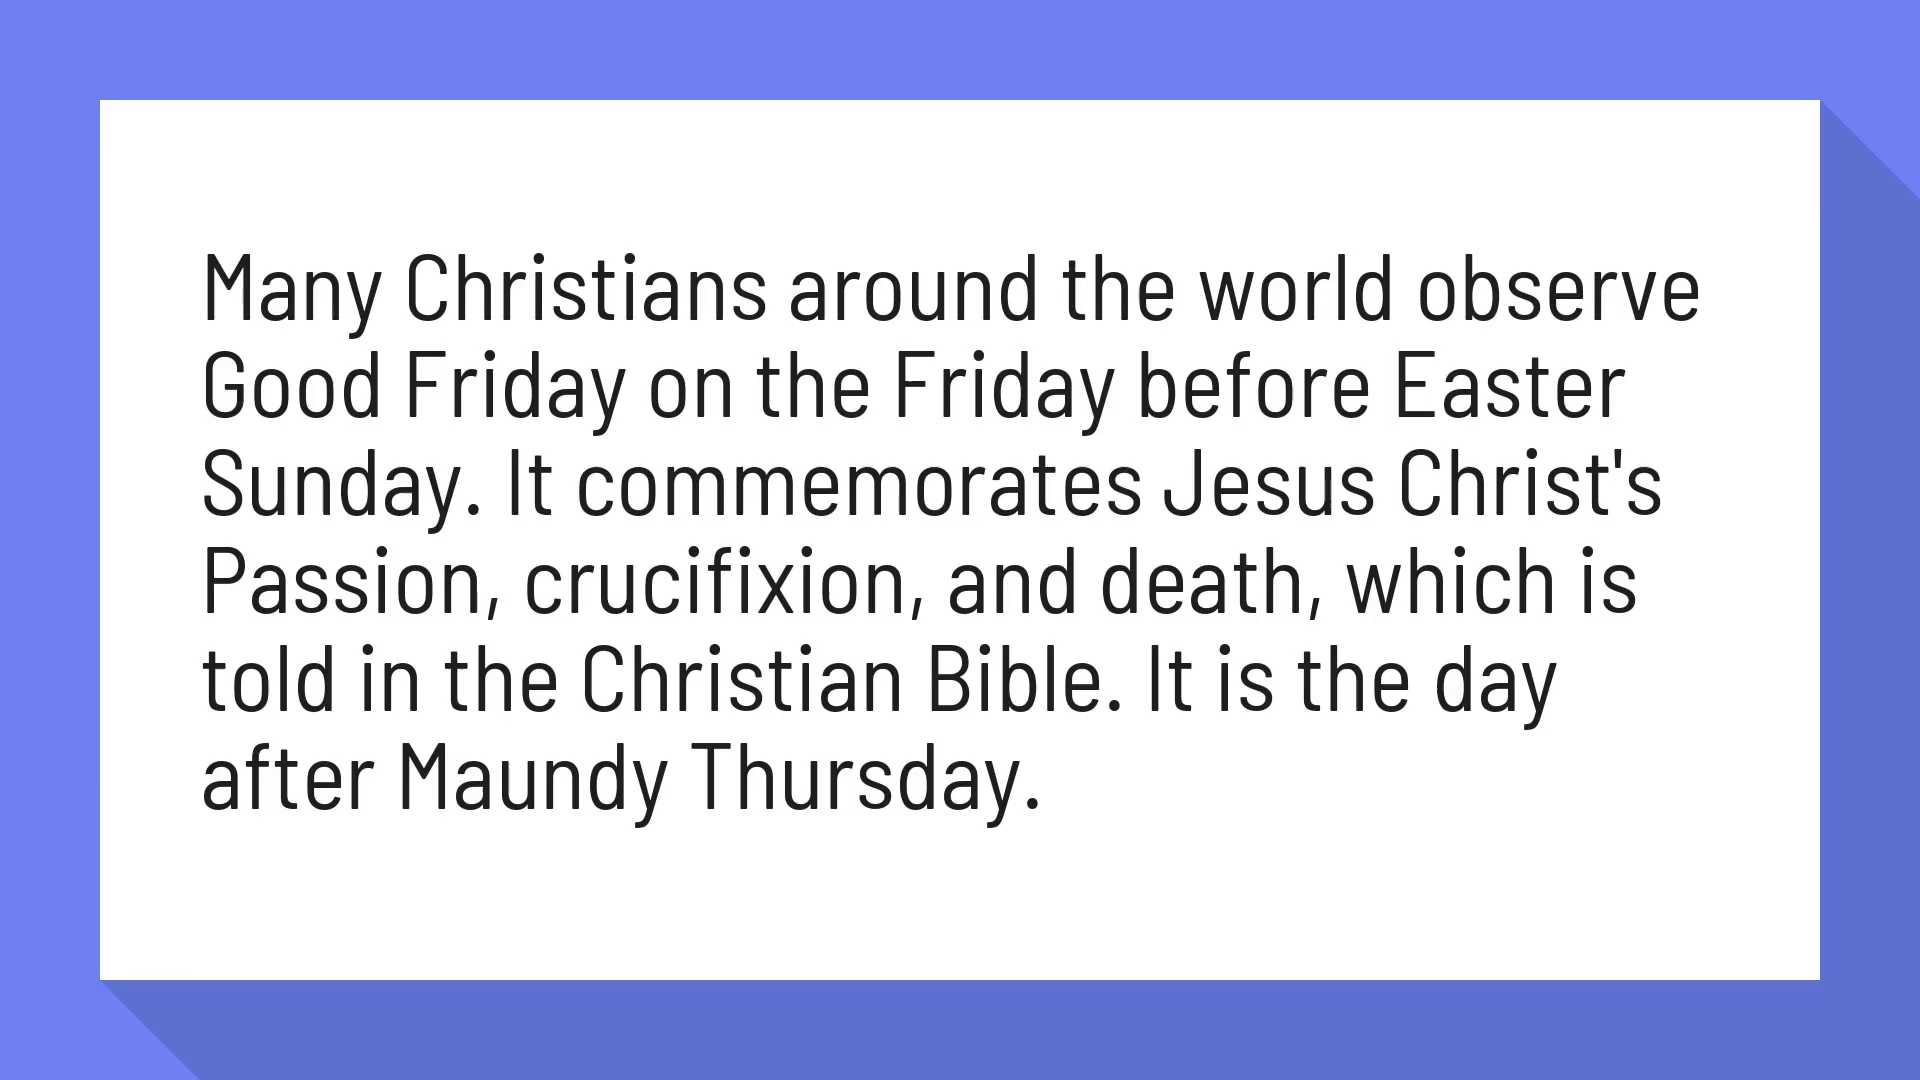 Many Christians around the world observe
Good Friday on the Friday before Easter
Sunday. It commemorates Jesus Christ's
Passion, crucifixion, and death, which is
told in the Christian Bible. It is the day
after Maundy Thursday.